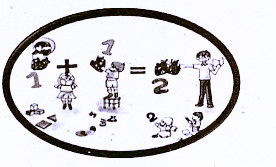 1 + 1 = 2